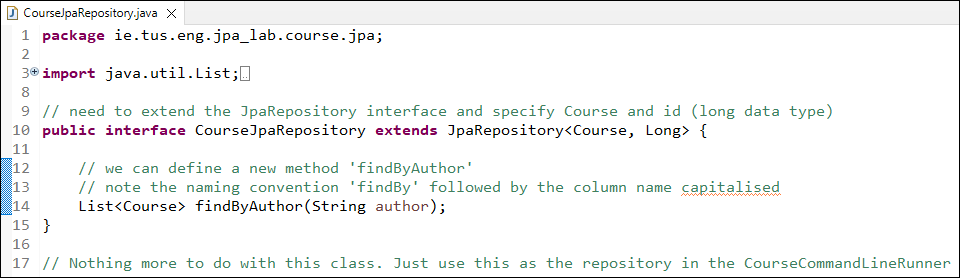 CourseJpaRepository.java
1 package ie.tus.eng.jpa_lab.course.jpa;
2
3 import java.util.List;
8
9 // need to extend the JpaRepository interface and specify Course and id (long data type)
10 public interface CourseJpaRepository extends JpaRepository<Course, Long> {
11
12     // we can define a new method 'findByAuthor'
13     // note the naming convention 'findBy' followed by the column name capitalised
14     List<Course> findByAuthor(String author);
15 }
16
17 // Nothing more to do with this class. Just use this as the repository in the CourseCommandLineRunner